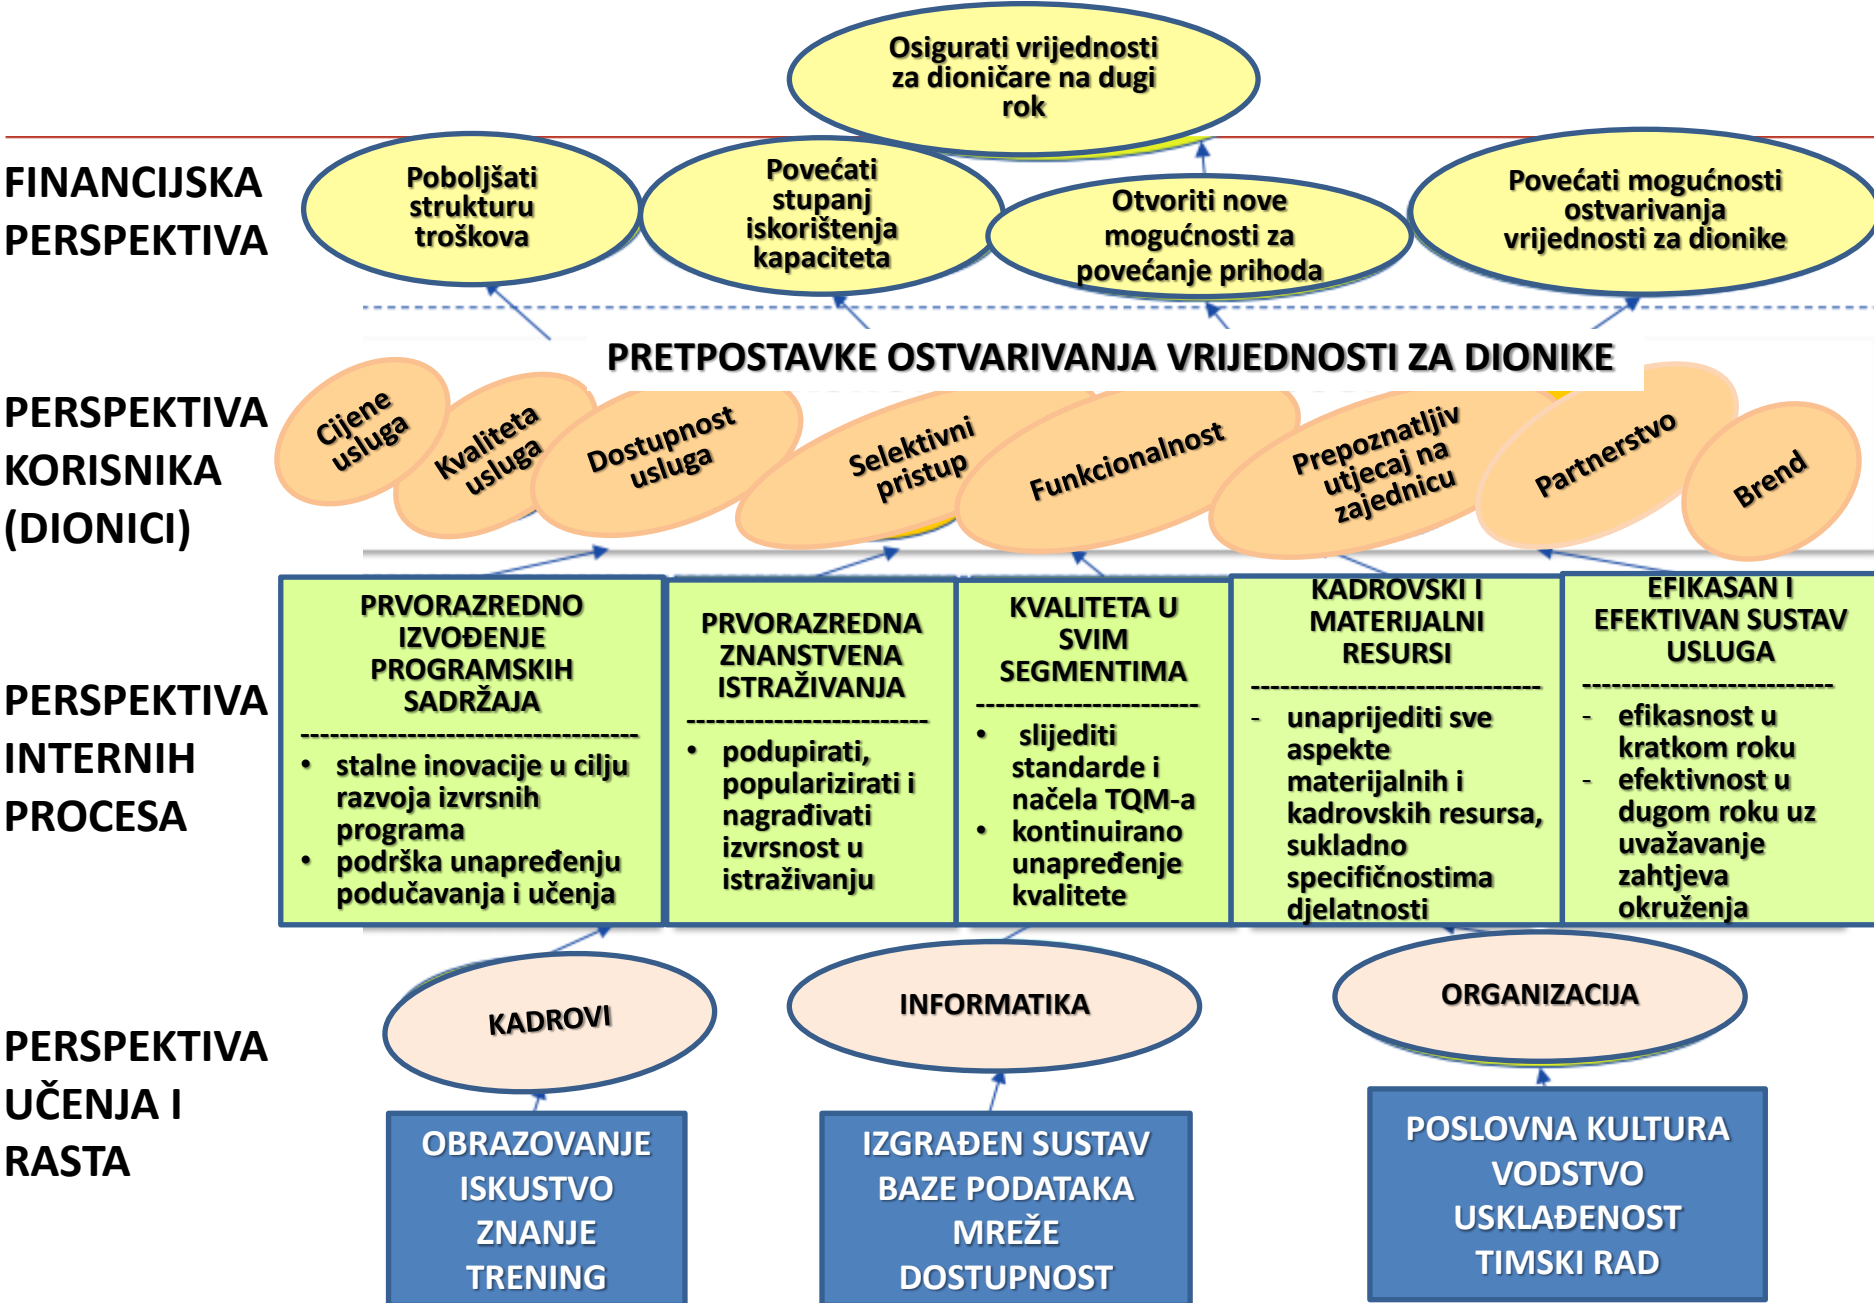 Osigurati vrijednosti
za dioničare na dugi
rok
FINANCIJSKA
PERSPEKTIVA
Poboljšati
strukturu
troškova
Povećati
stupanj
iskorištenja
kapaciteta
Otvoriti nove
mogućnosti za
povećanje prihoda
Povećati mogućnosti
ostvarivanja
vrijednosti za dionike
PRETPOSTAVKE OSTVARIVANJA VRIJEDNOSTI ZA DIONIKE
PERSPEKTIVA
KORISNIKA
(DIONICI)
Cijene
usluga
Kvaliteta
usluga
Dostupnost
usluga
Selektivni
pristup
Funkcionalnost
Prepoznatljiv
utjecaj na
zajednicu
Partnerstvo
Brend
PERSPEKTIVA
INTERNIH
PROCESA
PRVORAZREDNO
IZVOĐENJE
PROGRAMSKIH
SADRŽAJA
-----------------------------------
• stalne inovacije u cilju
razvoja izvrsnih
programa
• podrška unapređenju
podučavanja i učenja
PRVORAZREDNA
ZNANSTVENA
ISTRAŽIVANJA
-------------------------
• podupirati,
popularizirati i
nagrađivati
izvrsnost u
istraživanju
KVALITETA U
SVIM
SEGMENTIMA
-----------------------
• slijediti
standarde i
načela TQM-a
• kontinuirano
unapređenje
kvalitete
KADROVSKI I
MATERIJALNI
RESURSI
------------------------------
- unaprijediti sve
aspekte
materijalnih i
kadrovskih resursa,
sukladno
specifičnostima
djelatnosti
EFIKASAN I
EFEKTIVAN SUSTAV
USLUGA
--------------------------
- efikasnost u
kratkom roku
- efektivnost u
dugom roku uz
uvažavanje
zahtjeva
okruženja
PERSPEKTIVA
UČENJA I
RASTA
KADROVI
INFORMATIKA
ORGANIZACIJA
OBRAZOVANJE
ISKUSTVO
ZNANJE
TRENING
IZGRAĐEN SUSTAV
BAZE PODATAKA
MREŽE
DOSTUPNOST
POSLOVNA KULTURA
VODSTVO
USKLAĐENOST
TIMSKI RAD